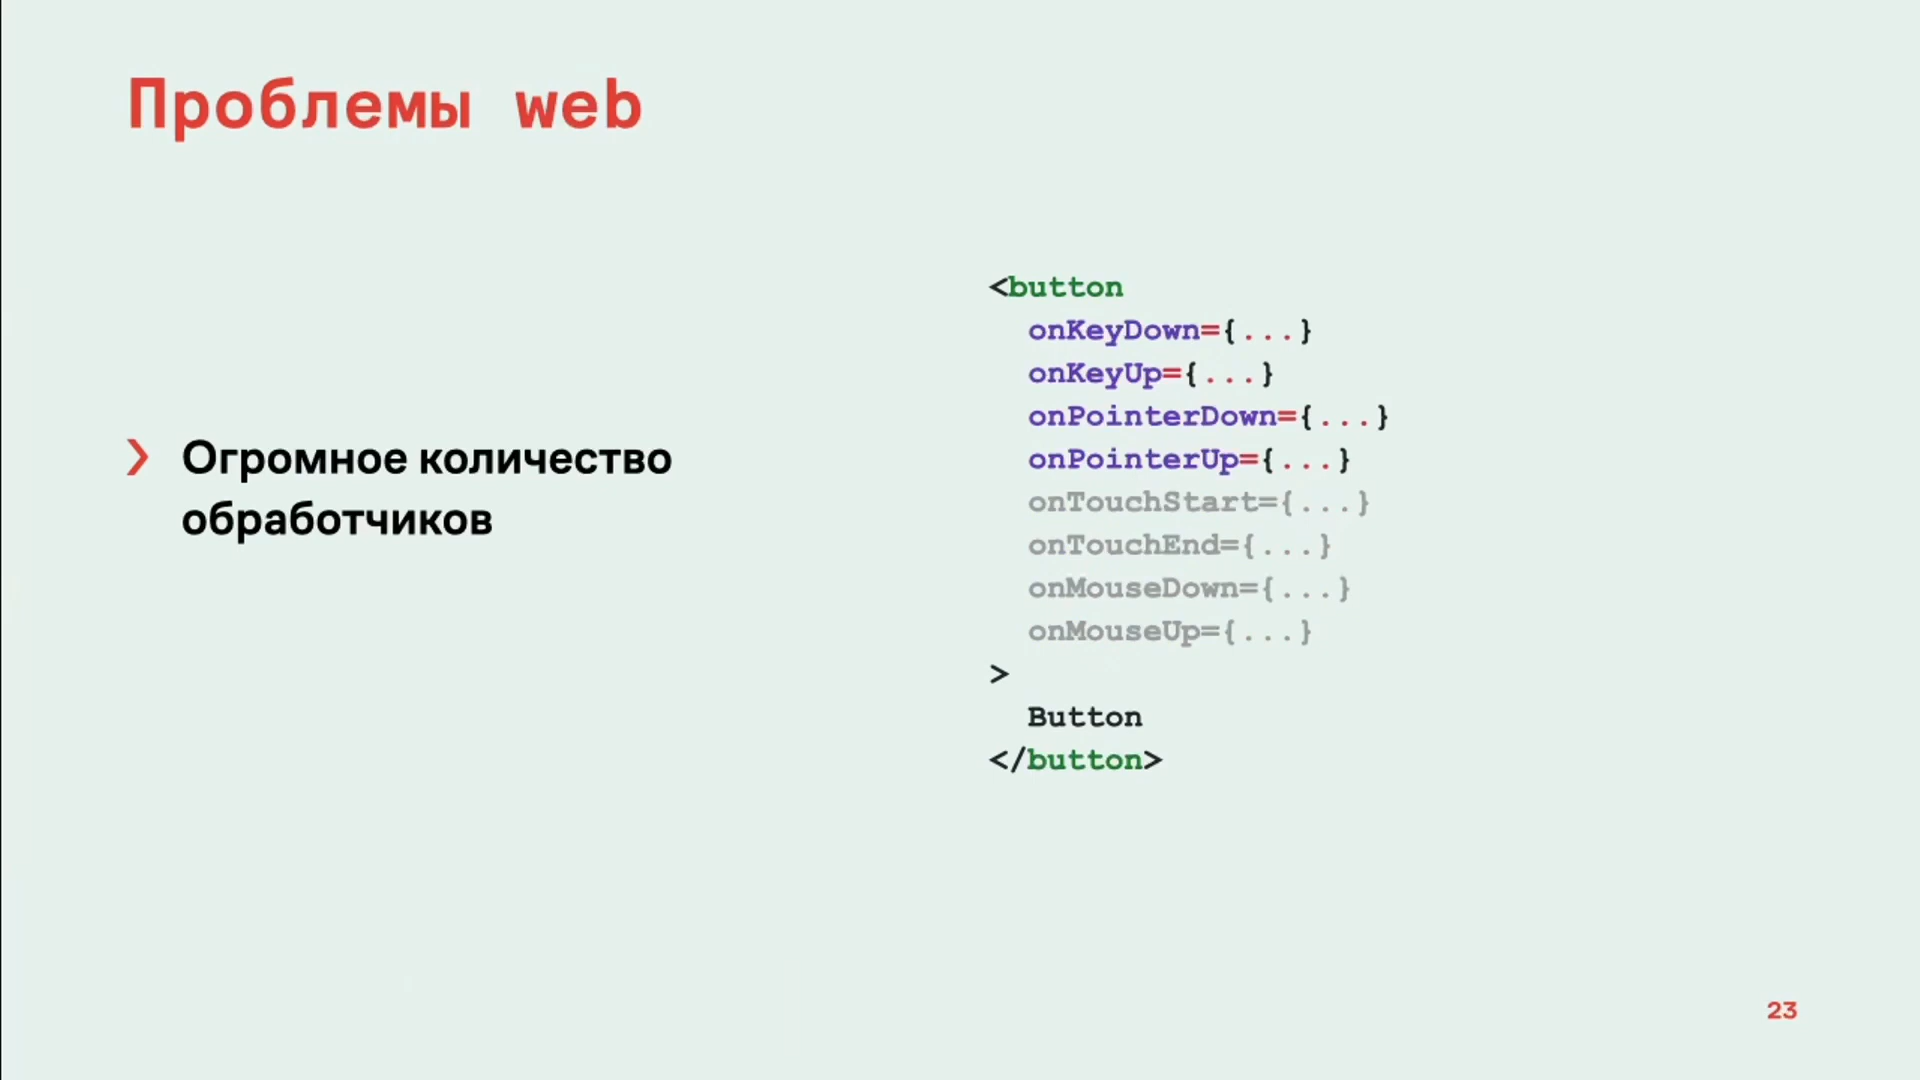 Проблемы web
> Огромное количество
обработчиков
<button
onKeyDown={...}
onKeyUp={...}
onPointerDown={...}
onPointerUp={...}
onTouchStart={...}
onTouchEnd={...}
onMouseDown={...}
onMouseUp={...}
>
Button
</button>
23